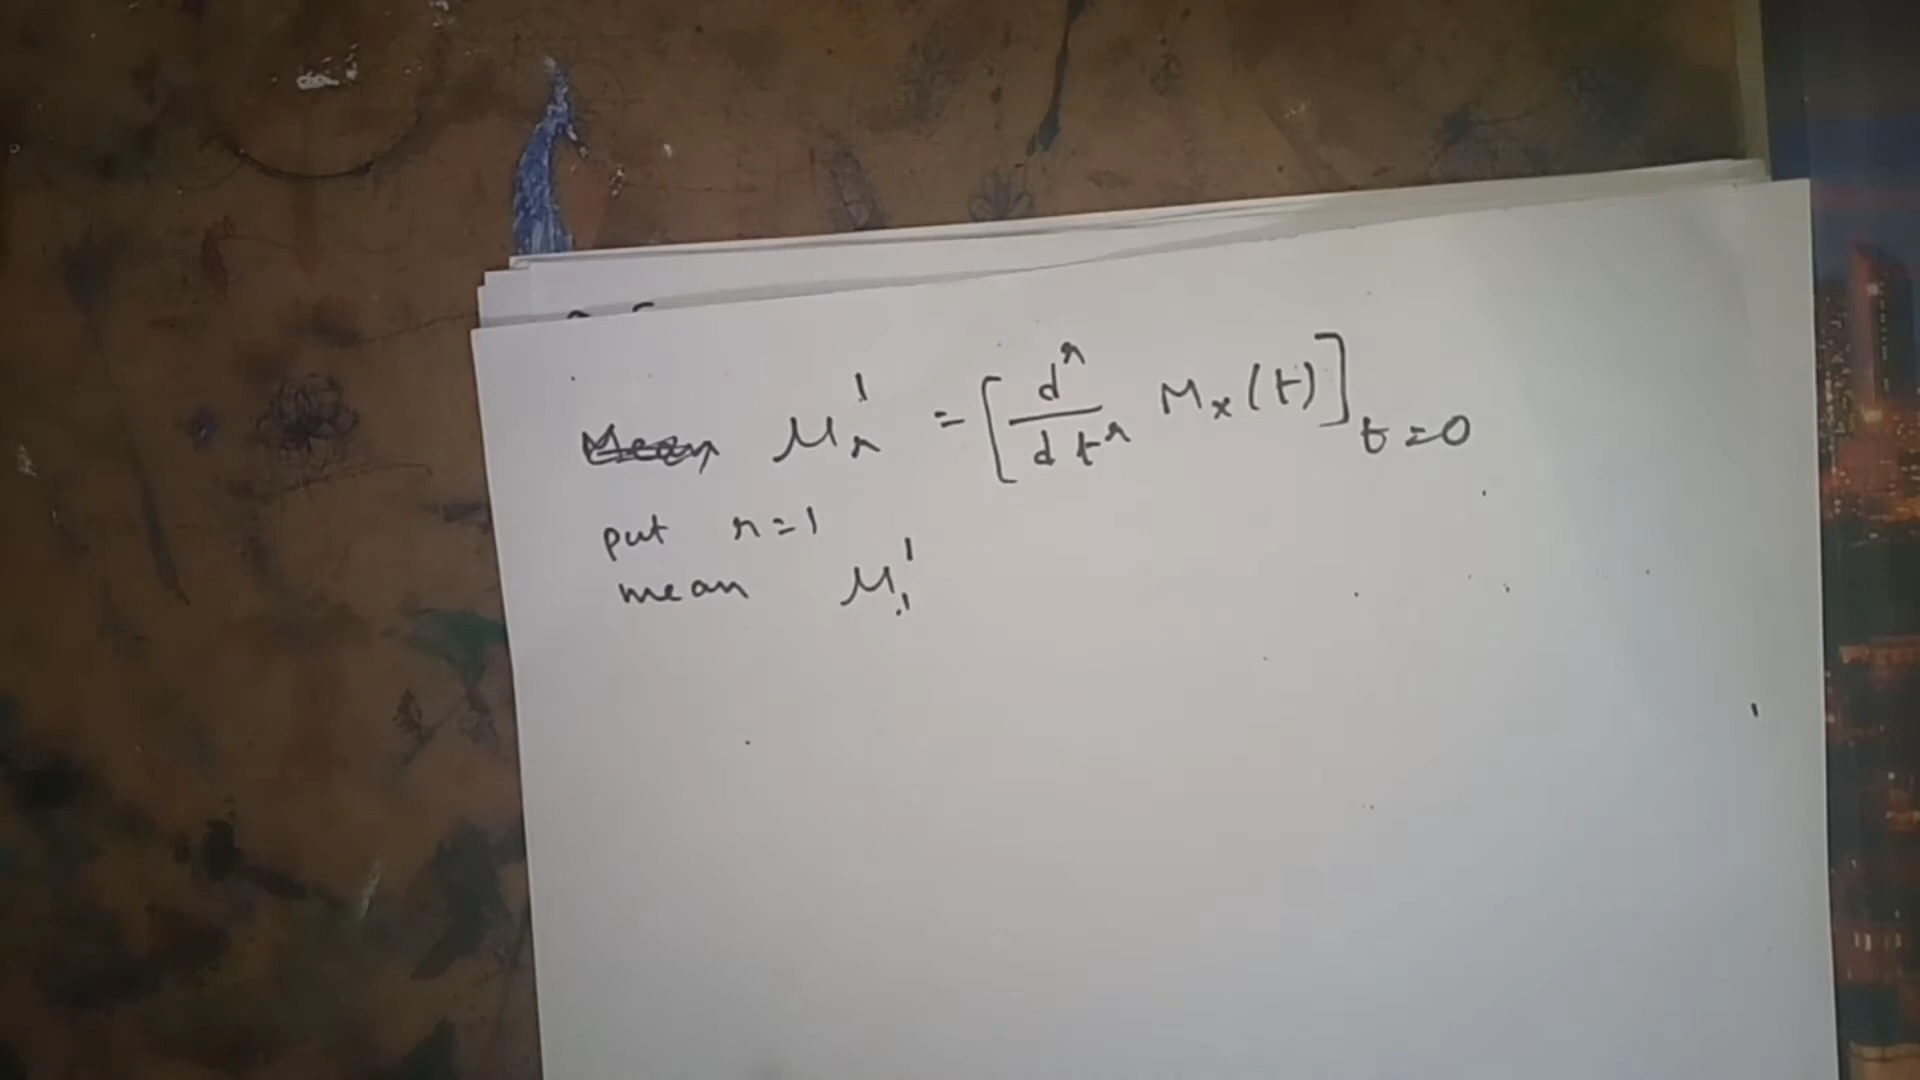 ~~Mean~~ μ'ᵣ = [dʳ/dtʳ Mₓ(t)]ₜ₌₀
put r=1
mean μ'₁